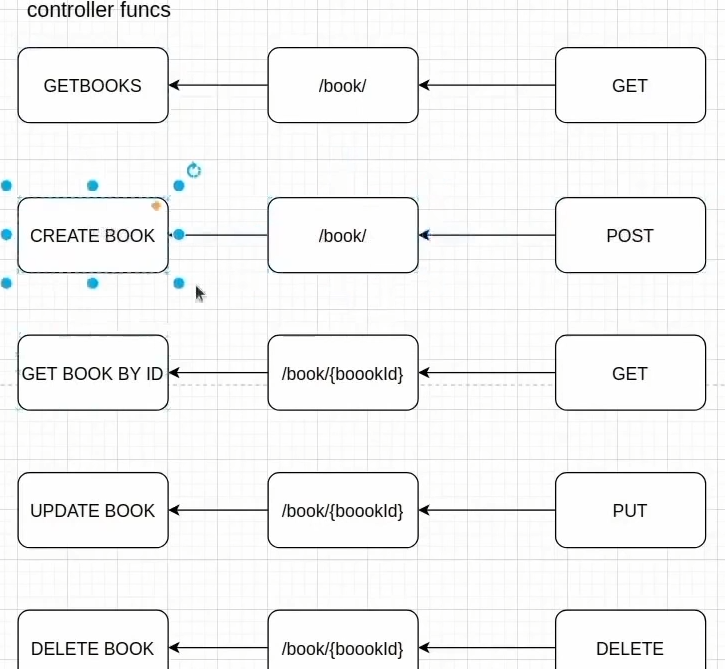 controller funcs
GETBOOKS
/book/
GET
CREATE BOOK
/book/
POST
GET BOOK BY ID
/book/{boookId}
GET
UPDATE BOOK
/book/{boookId}
PUT
DELETE BOOK
/book/{boookId}
DELETE